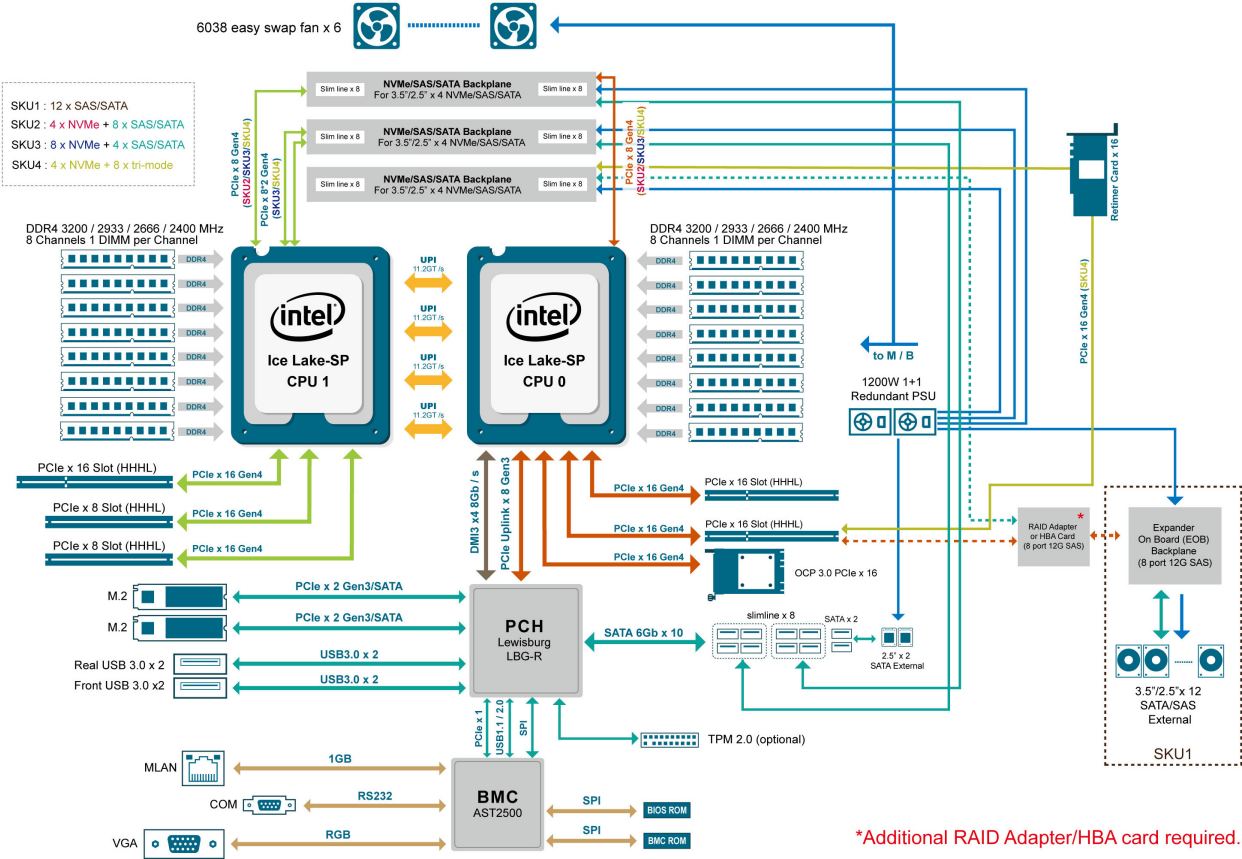 6038 easy swap fan x 6
SKU1 : 12 x SAS/SATA
SKU2 : 4 x NVMe + 8 x SAS/SATA
SKU3 : 8 x NVMe + 4 x SAS/SATA
SKU4 : 4 x NVMe + 8 x tri-mode
Slim line x 8
NVMe/SAS/SATA Backplane
For 3.5”/2.5” x 4 NVMe/SAS/SATA
Slim line x 8
Slim line x 8
NVMe/SAS/SATA Backplane
For 3.5”/2.5” x 4 NVMe/SAS/SATA
Slim line x 8
Slim line x 8
NVMe/SAS/SATA Backplane
For 3.5”/2.5” x 4 NVMe/SAS/SATA
Slim line x 8
PCIe x 8 Gen4
(SKU2/SKU3/SKU4)
PCIe x 8*2 Gen4
(SKU3/SKU4)
PCIe x 8 Gen4
(SKU2/SKU3/SKU4)
Retimer Card x 16
PCIe x 16 Gen4 (SKU4)
DDR4 3200 / 2933 / 2666 / 2400 MHz
8 Channels 1 DIMM per Channel
DDR4
DDR4
DDR4
DDR4
DDR4
DDR4
DDR4
DDR4
intel
Ice Lake-SP
CPU 1
UPI
11.2GT /s
UPI
11.2GT /s
UPI
11.2GT /s
UPI
11.2GT /s
intel
Ice Lake-SP
CPU 0
DDR4 3200 / 2933 / 2666 / 2400 MHz
8 Channels 1 DIMM per Channel
DDR4
DDR4
DDR4
DDR4
DDR4
DDR4
DDR4
DDR4
to M / B
1200W 1+1
Redundant PSU
PCIe x 16 Slot (HHHL)
PCIe x 16 Gen4
PCIe x 8 Slot (HHHL)
PCIe x 16 Gen4
PCIe x 8 Slot (HHHL)
PCIe x 16 Gen4
DMI3 x4 8Gb / s
PCIe Uplink x 8 Gen3
PCIe x 16 Gen4
PCIe x 16 Slot (HHHL)
PCIe x 16 Gen4
PCIe x 16 Slot (HHHL)
PCIe x 16 Gen4
OCP 3.0 PCIe x 16
*
RAID Adapter
or HBA Card
(8 port 12G SAS)
Expander
On Board (EOB)
Backplane
(8 port 12G SAS)
3.5”/2.5”x 12
SATA/SAS
External
SKU1
M.2
PCIe x 2 Gen3/SATA
M.2
PCIe x 2 Gen3/SATA
Real USB 3.0 x 2
USB3.0 x 2
Front USB 3.0 x2
USB3.0 x 2
PCH
Lewisburg
LBG-R
SATA 6Gb x 10
slimline x 8
SATA x 2
2.5” x 2
SATA External
PCIe x 1
USB1.1 / 2.0
SPI
TPM 2.0 (optional)
MLAN
1GB
COM
RS232
VGA
RGB
BMC
AST2500
SPI
BIOS ROM
SPI
BMC ROM
*Additional RAID Adapter/HBA card required.